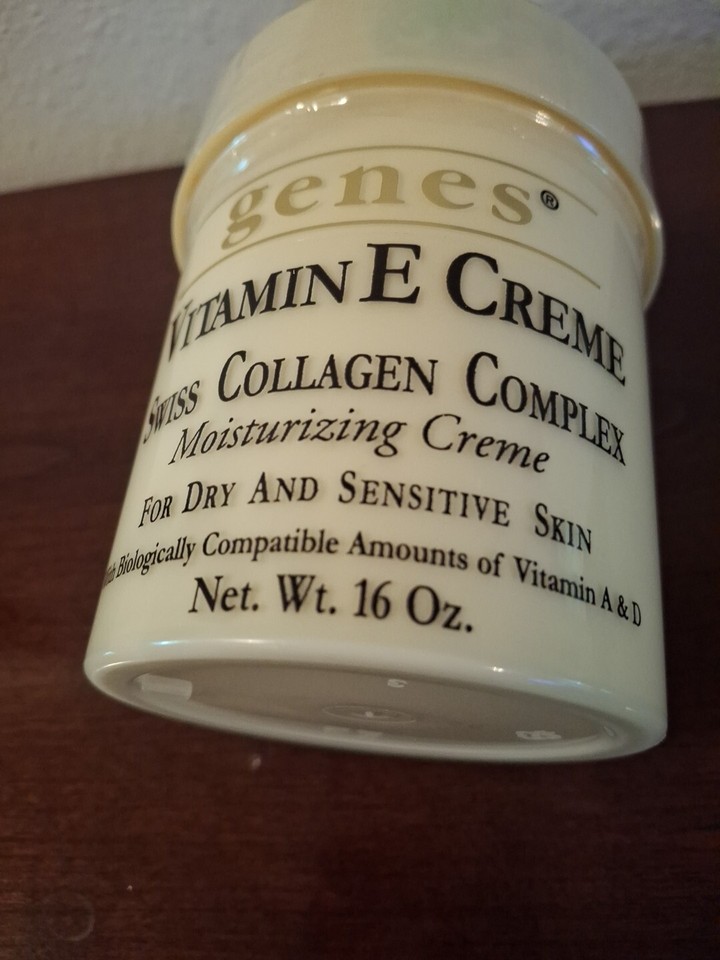 genes®
VITAMIN E CREME
SWISS COLLAGEN COMPLEX
Moisturizing Creme
FOR DRY AND SENSITIVE SKIN
Biologically Compatible Amounts of Vitamin A & D
Net. Wt. 16 Oz.